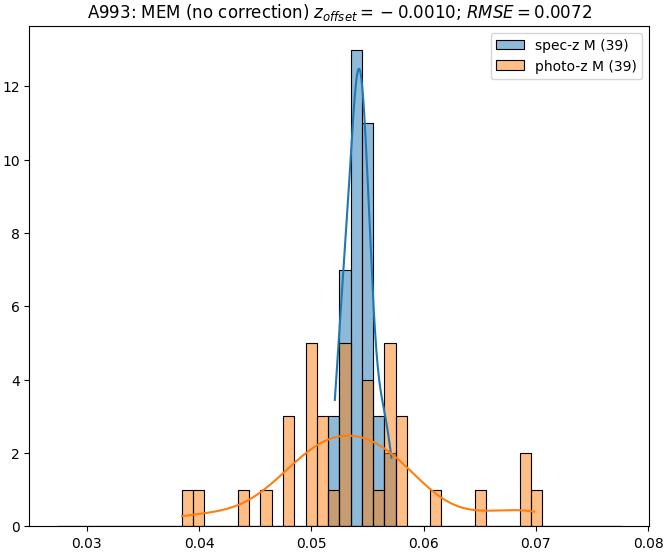 A993: MEM (no correction) z_offset = −0.0010; RMSE = 0.0072
spec-z M (39)
photo-z M (39)
12
10
8
6
4
2
0
0.03 0.04 0.05 0.06 0.07 0.08